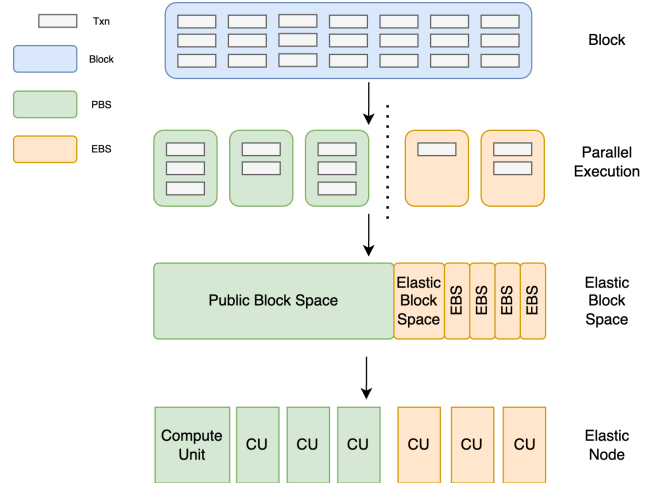 Txn
Block
PBS
EBS
Block
Parallel
Execution
Public Block Space
Elastic
Block
Space
EBS
EBS
EBS
EBS
Elastic
Block
Space
Compute
Unit
CU
CU
CU
CU
CU
CU
Elastic
Node